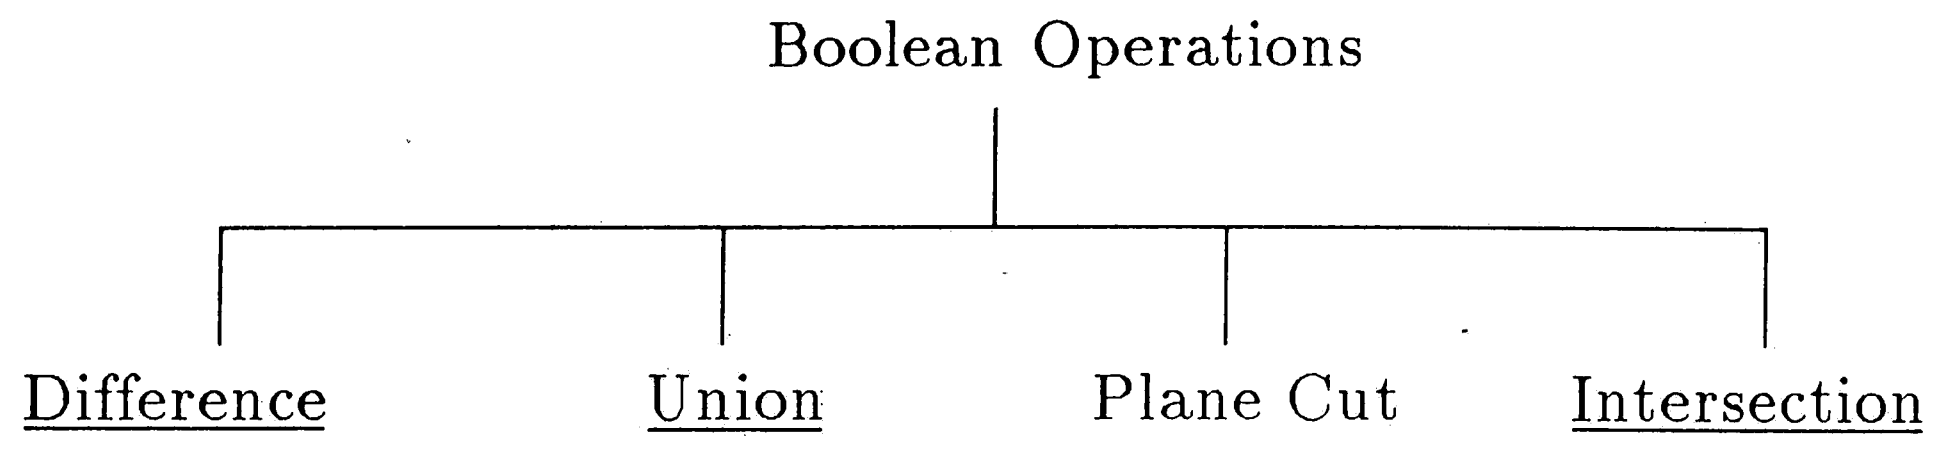 Boolean Operations
Difference Union Plane Cut Intersection